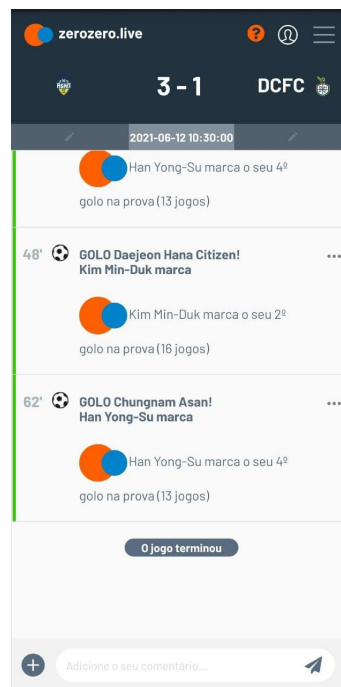 zerozero.live
?
3 - 1
DCFC
2021-06-12 10:30:00
Han Yong-Su marca o seu 4º
golo na prova (13 jogos)
48'
GOLO Daejeon Hana Citizen!
Kim Min-Duk marca
Kim Min-Duk marca o seu 2º
golo na prova (16 jogos)
62'
GOLO Chungnam Asan!
Han Yong-Su marca
Han Yong-Su marca o seu 4º
golo na prova (13 jogos)
O jogo terminou
Adicione o seu comentário...